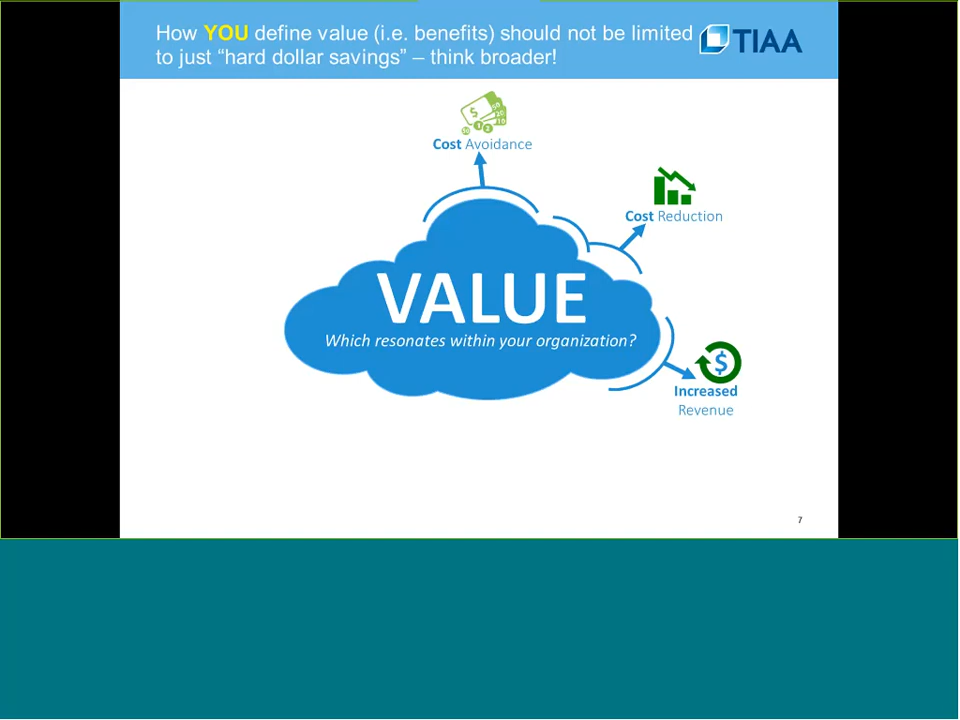 How YOU define value (i.e. benefits) should not be limited
to just “hard dollar savings” – think broader!
TIAA
Cost Avoidance
Cost Reduction
VALUE
Which resonates within your organization?
Increased
Revenue
7